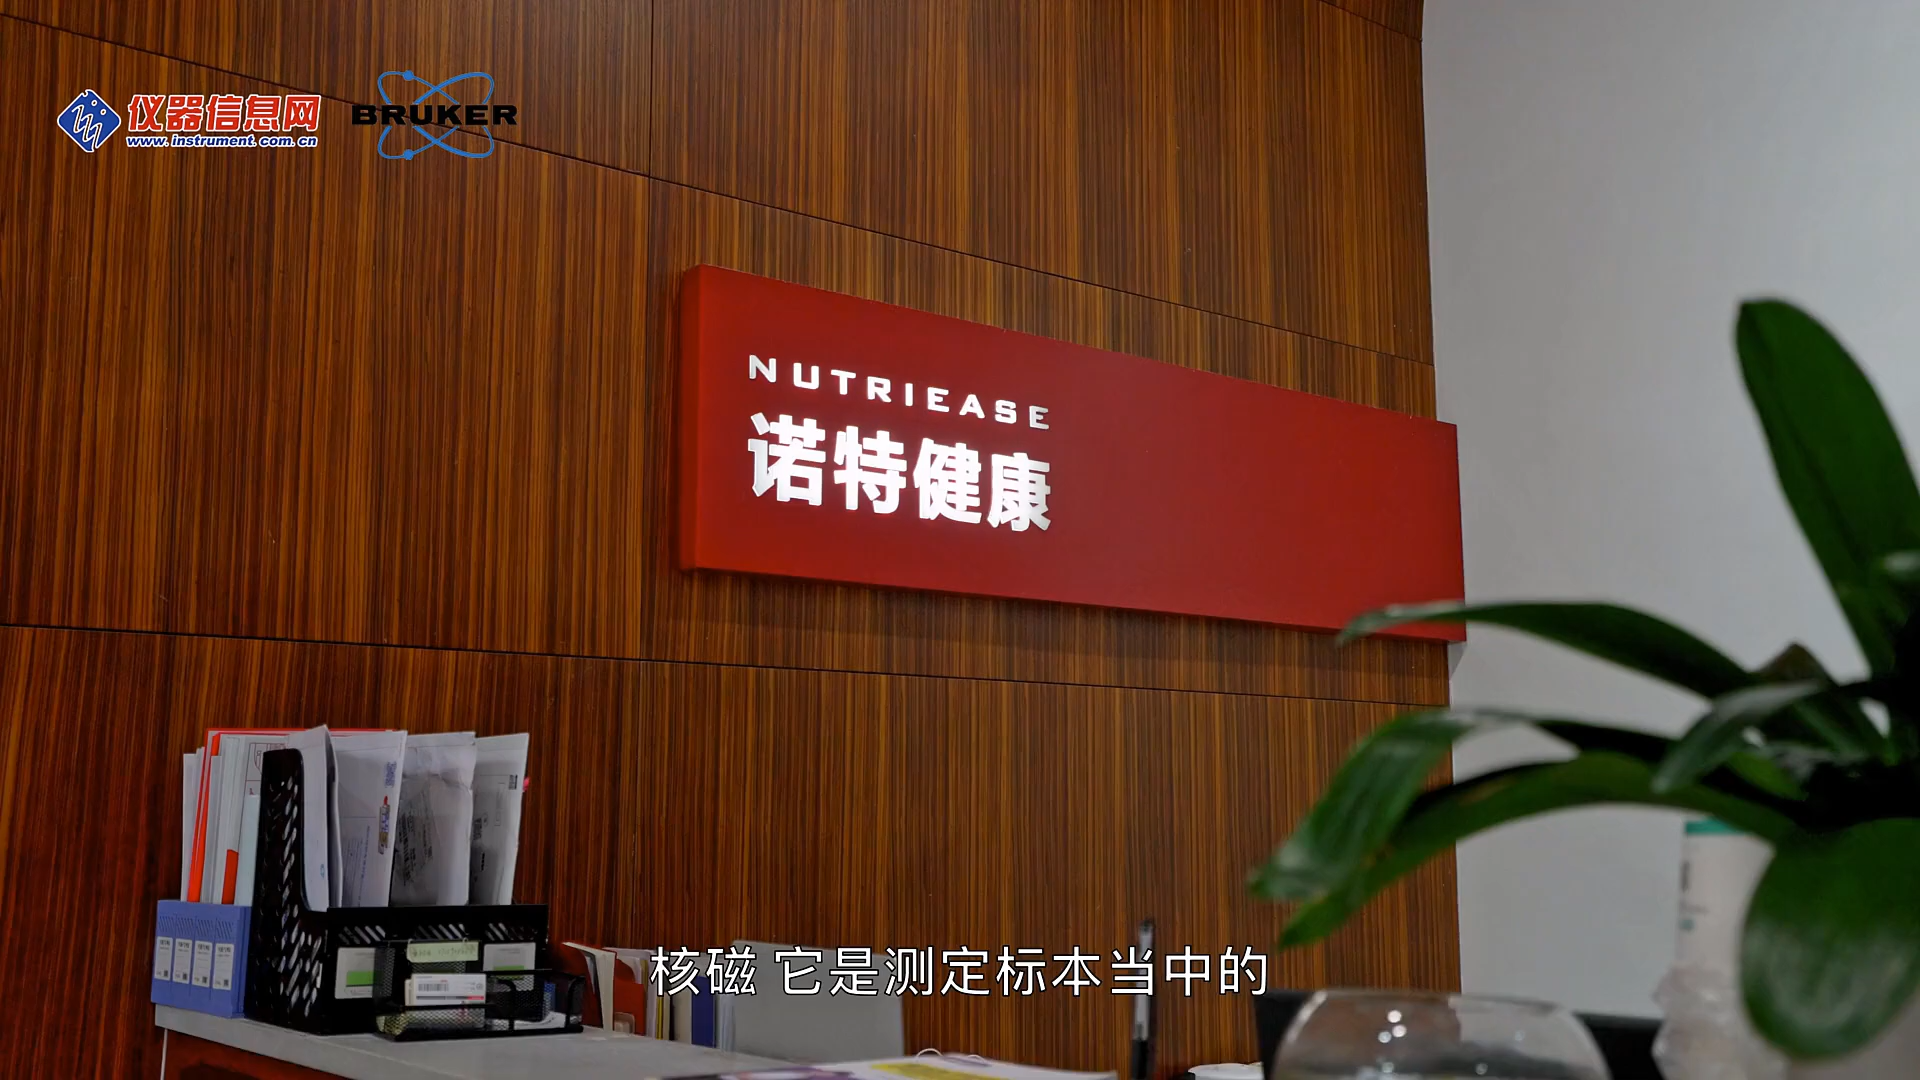 仪器信息网
www.instrument.com.cn
BRUKER
NUTRIEASE
诺特健康
核磁 它是测定标本当中的